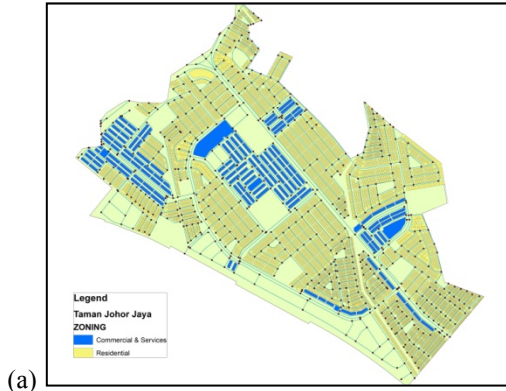 Legend
Taman Johor Jaya
ZONING
Commercial & Services
Residential
(a)